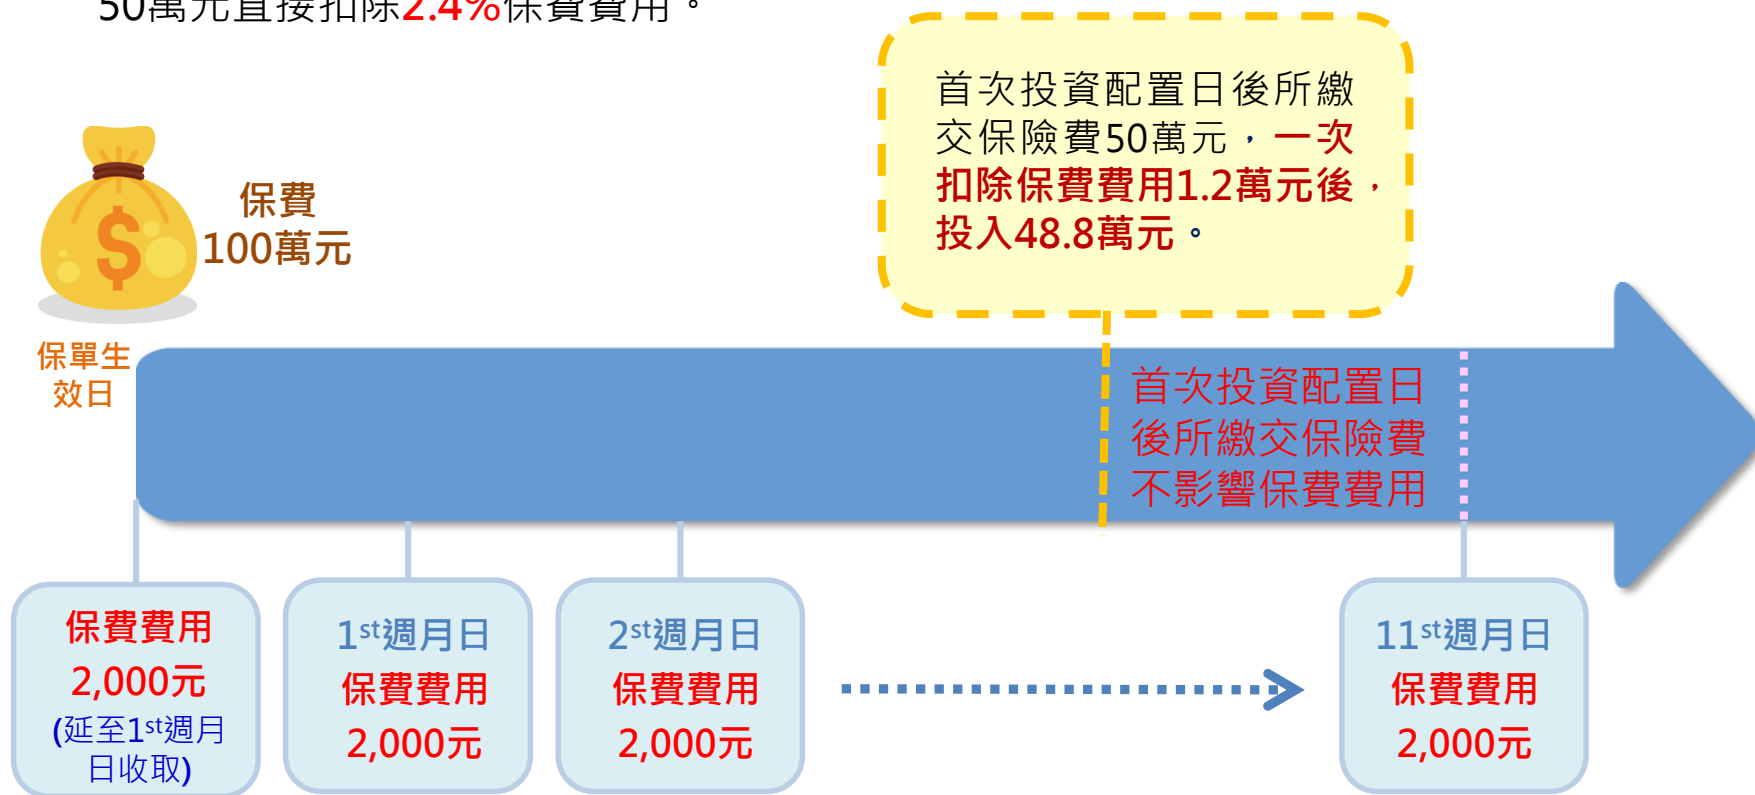 50萬元直接扣除2.4%保費費用。
首次投資配置日後所繳
交保險費50萬元，一次
扣除保費費用1.2萬元後，
投入48.8萬元。
$
保費
100萬元
保單生
效日
首次投資配置日
後所繳交保險費
不影響保費費用
保費費用
2,000元
(延至1st週月
日收取)
1st週月日
保費費用
2,000元
2st週月日
保費費用
2,000元
11st週月日
保費費用
2,000元